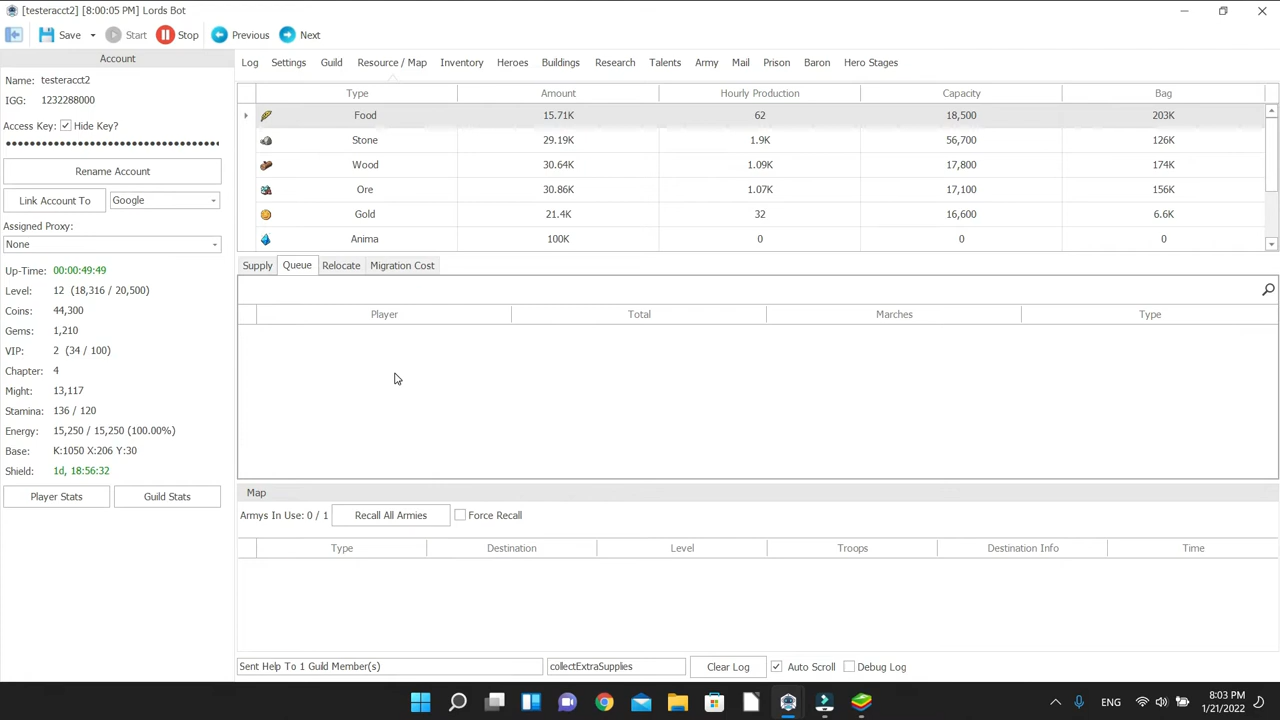 [testeracct2] [8:00:05 PM] Lords Bot
Save Start Stop Previous Next
Account
Name: testeracct2
IGG: 1232288000
Access Key: Hide Key?
Rename Account
Link Account To Google
Assigned Proxy:
None
Up-Time: 00:00:49:49
Level: 12 (18,316 / 20,500)
Coins: 44,300
Gems: 1,210
VIP: 2 (34 / 100)
Chapter: 4
Might: 13,117
Stamina: 136 / 120
Energy: 15,250 / 15,250 (100.00%)
Base: K:1050 X:206 Y:30
Shield: 1d, 18:56:32
Player Stats Guild Stats
Log Settings Guild Resource / Map Inventory Heroes Buildings Research Talents Army Mail Prison Baron Hero Stages
Type Amount Hourly Production Capacity Bag
Food 15.71K 62 18,500 203K
Stone 29.19K 1.9K 56,700 126K
Wood 30.64K 1.09K 17,800 174K
Ore 30.86K 1.07K 17,100 156K
Gold 21.4K 32 16,600 6.6K
Anima 100K 0 0 0
Supply Queue Relocate Migration Cost
Player Total Marches Type
Map
Armys In Use: 0 / 1 Recall All Armies Force Recall
Type Destination Level Troops Destination Info Time
Sent Help To 1 Guild Member(s) collectExtraSupplies Clear Log Auto Scroll Debug Log
ENG 8:03 PM
1/21/2022